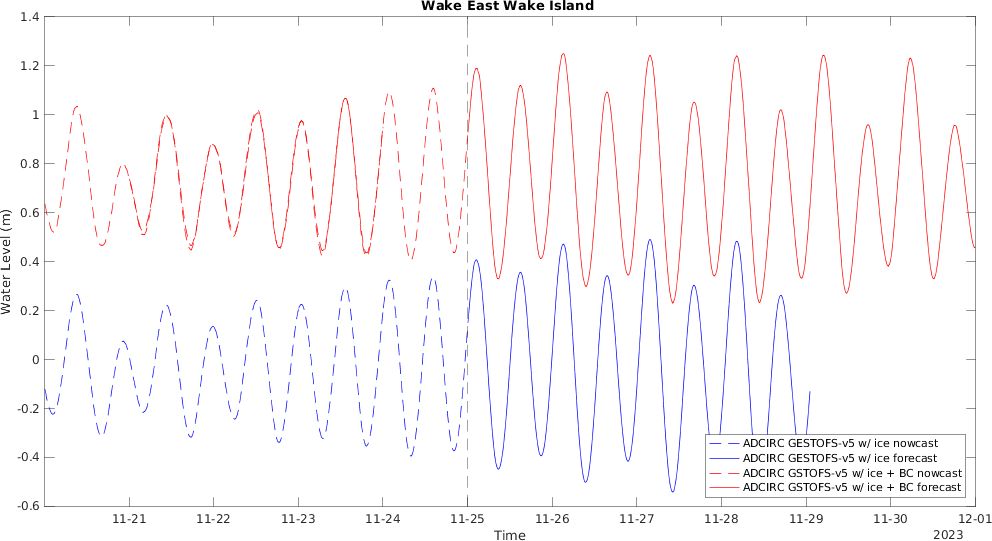 Wake East Wake Island
1.4
1.2
1
0.8
0.6
0.4
0.2
0
-0.2
-0.4
-0.6
Water Level (m)
ADCIRC GESTOFS-v5 w/ ice nowcast
ADCIRC GESTOFS-v5 w/ ice forecast
ADCIRC GSTOFS-v5 w/ ice + BC nowcast
ADCIRC GSTOFS-v5 w/ ice + BC forecast
11-21 11-22 11-23 11-24 11-25 11-26 11-27 11-28 11-29 11-30 12-01
Time
2023